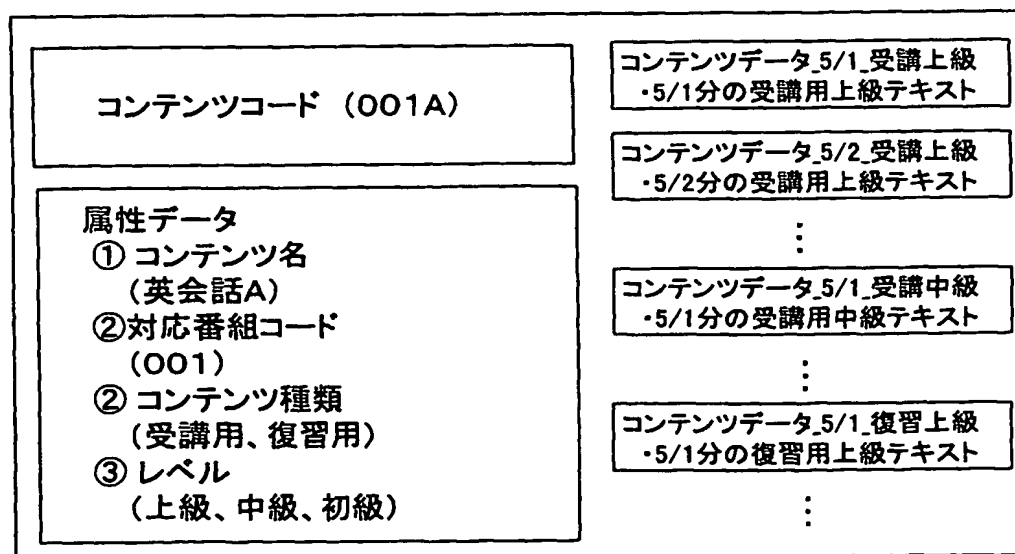 コンテンツコード (001A)
属性データ
① コンテンツ名
(英会話A)
②対応番組コード
(001)
② コンテンツ種類
(受講用、復習用)
③ レベル
(上級、中級、初級)
コンテンツデータ_5/1_受講上級
・5/1分の受講用上級テキスト
コンテンツデータ_5/2_受講上級
・5/2分の受講用上級テキスト
⋮
コンテンツデータ_5/1_受講中級
・5/1分の受講用中級テキスト
⋮
コンテンツデータ_5/1_復習上級
・5/1分の復習用上級テキスト
⋮